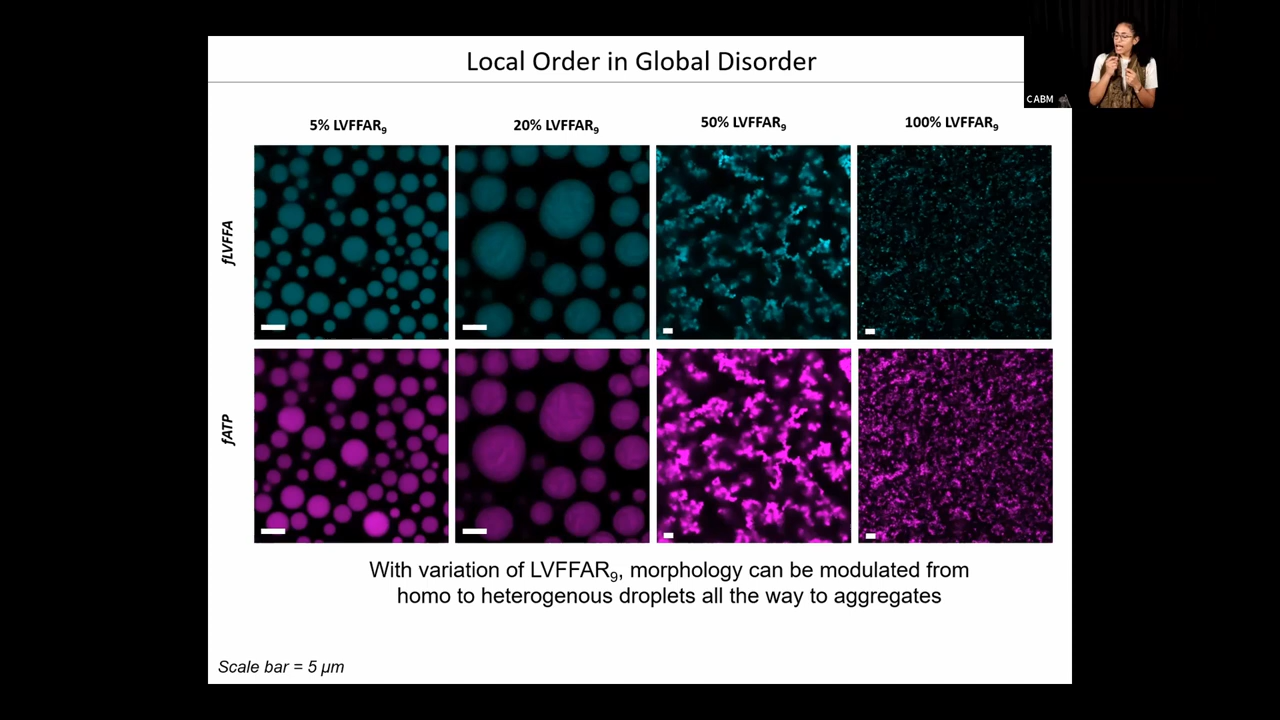 Local Order in Global Disorder
CABM
5% LVFFAR₉
20% LVFFAR₉
50% LVFFAR₉
100% LVFFAR₉
fLVFFA
fATP
With variation of LVFFAR₉, morphology can be modulated from
homo to heterogenous droplets all the way to aggregates
Scale bar = 5 µm